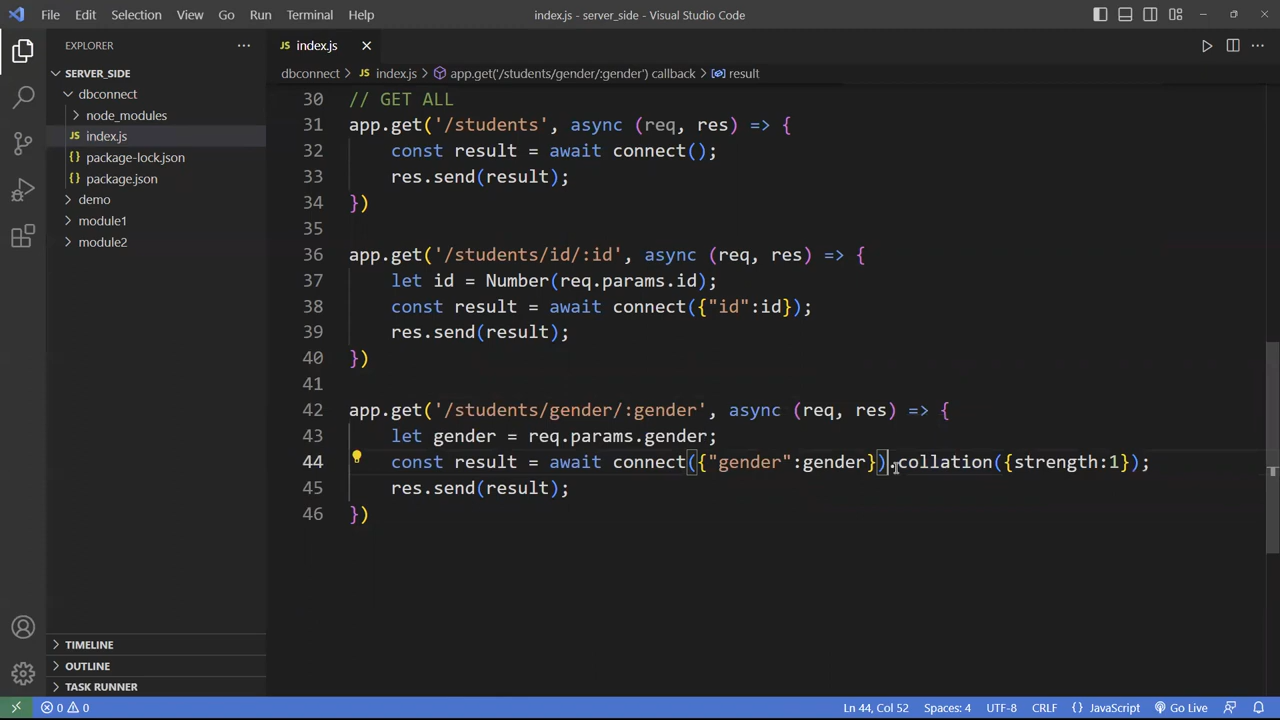 File Edit Selection View Go Run Terminal Help index.js - server_side - Visual Studio Code
EXPLORER
SERVER_SIDE
dbconnect
node_modules
JS index.js
{} package-lock.json
{} package.json
demo
module1
module2
TIMELINE
OUTLINE
TASK RUNNER
JS index.js
dbconnect > JS index.js > app.get('/students/gender/:gender') callback > result
30 // GET ALL
31 app.get('/students', async (req, res) => {
32 const result = await connect();
33 res.send(result);
34 })
35
36 app.get('/students/id/:id', async (req, res) => {
37 let id = Number(req.params.id);
38 const result = await connect({"id":id});
39 res.send(result);
40 })
41
42 app.get('/students/gender/:gender', async (req, res) => {
43 let gender = req.params.gender;
44 const result = await connect({"gender":gender}).collation({strength:1});
45 res.send(result);
46 })
0 0 Ln 44, Col 52 Spaces: 4 UTF-8 CRLF {} JavaScript Go Live